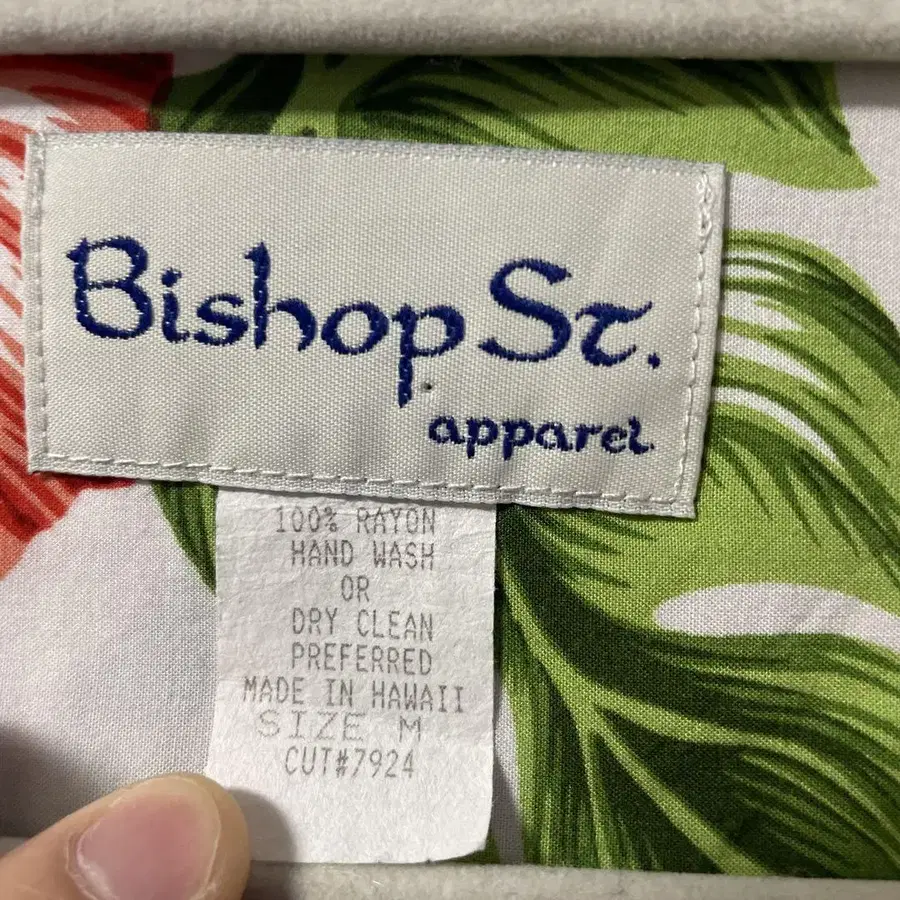 Bishop St.
apparel
100% RAYON
HAND WASH
OR
DRY CLEAN
PREFERRED
MADE IN HAWAII
SIZE M
CUT#7924